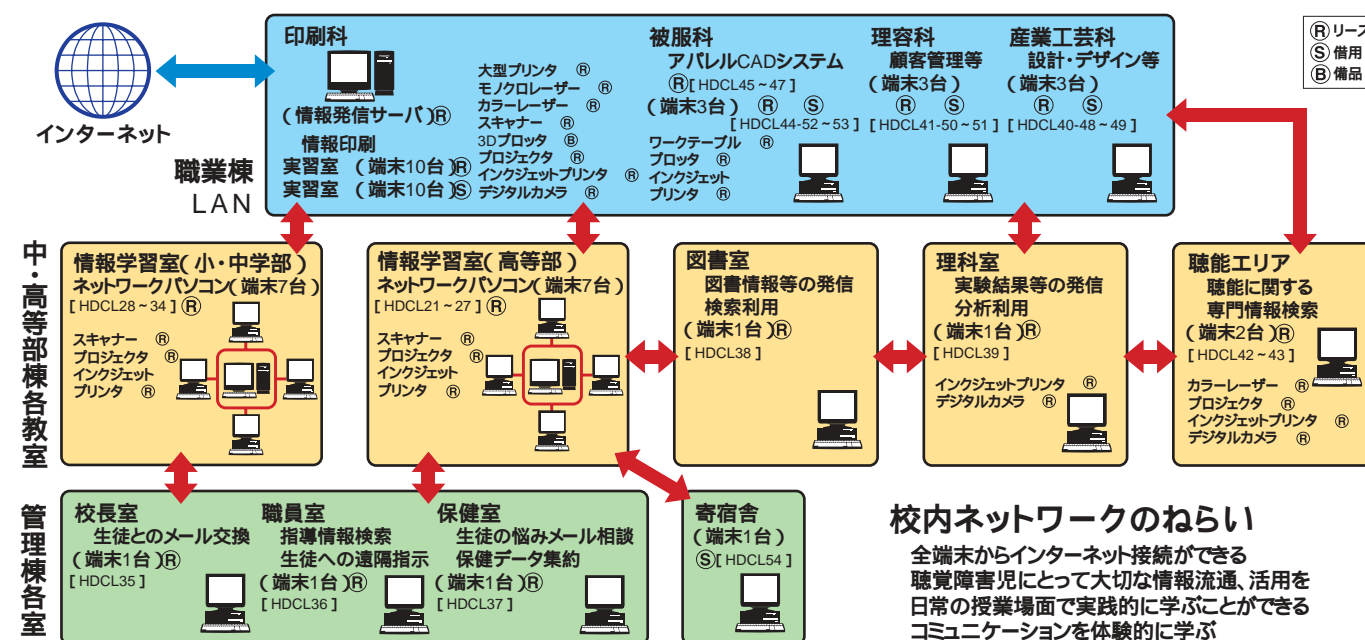 インターネット
職業棟
LAN
印刷科
(情報発信サーバ)Ⓡ
情報印刷
実習室 (端末10台)Ⓡ
実習室 (端末10台)Ⓢ
大型プリンタ Ⓡ
モノクロレーザー Ⓡ
カラーレーザー Ⓡ
スキャナー Ⓡ
3Dプロッタ Ⓑ
プロジェクタ Ⓡ
インクジェットプリンタ Ⓡ
デジタルカメラ Ⓡ
被服科
アパレルCADシステム
Ⓡ[HDCL45~47]
(端末3台) Ⓡ Ⓢ
[HDCL44-52~53]
ワークテーブル Ⓡ
プロッタ Ⓡ
インクジェット
プリンタ Ⓡ
理容科
顧客管理等
(端末3台)
Ⓡ Ⓢ
[HDCL41-50~51]
産業工芸科
設計・デザイン等
(端末3台)
Ⓡ Ⓢ
[HDCL40-48~49]
Ⓡリース
Ⓢ備用
Ⓑ備品
中・高等部棟各教室
情報学習室(小・中学部)
ネットワークパソコン(端末7台)
[HDCL28~34]Ⓡ
スキャナー Ⓡ
プロジェクタ Ⓡ
インクジェット
プリンタ Ⓡ
情報学習室(高等部)
ネットワークパソコン(端末7台)
[HDCL21~27]Ⓡ
スキャナー Ⓡ
プロジェクタ Ⓡ
インクジェット
プリンタ Ⓡ
図書室
図書情報等の発信
検索利用
(端末1台)Ⓡ
[HDCL38]
理科室
実験結果等の発信
分析利用
(端末1台)Ⓡ
[HDCL39]
インクジェットプリンタ Ⓡ
デジタルカメラ Ⓡ
聴能エリア
聴能に関する
専門情報検索
(端末2台)Ⓡ
[HDCL42~43]
カラーレーザー Ⓡ
プロジェクタ Ⓡ
インクジェットプリンタ Ⓡ
デジタルカメラ Ⓡ
管理棟各室
校長室
生徒とのメール交換
(端末1台)Ⓡ
[HDCL35]
職員室
指導情報検索
生徒への遠隔指示
(端末1台)Ⓡ
[HDCL36]
保健室
生徒の悩みメール相談
保健データ集約
(端末1台)Ⓡ
[HDCL37]
寄宿舎
(端末1台)
Ⓢ[HDCL54]
校内ネットワークのねらい
全端末からインターネット接続ができる
聴覚障害児にとって大切な情報流通、活用を
日常の授業場面で実践的に学ぶことができる
コミュニケーションを体験的に学ぶ